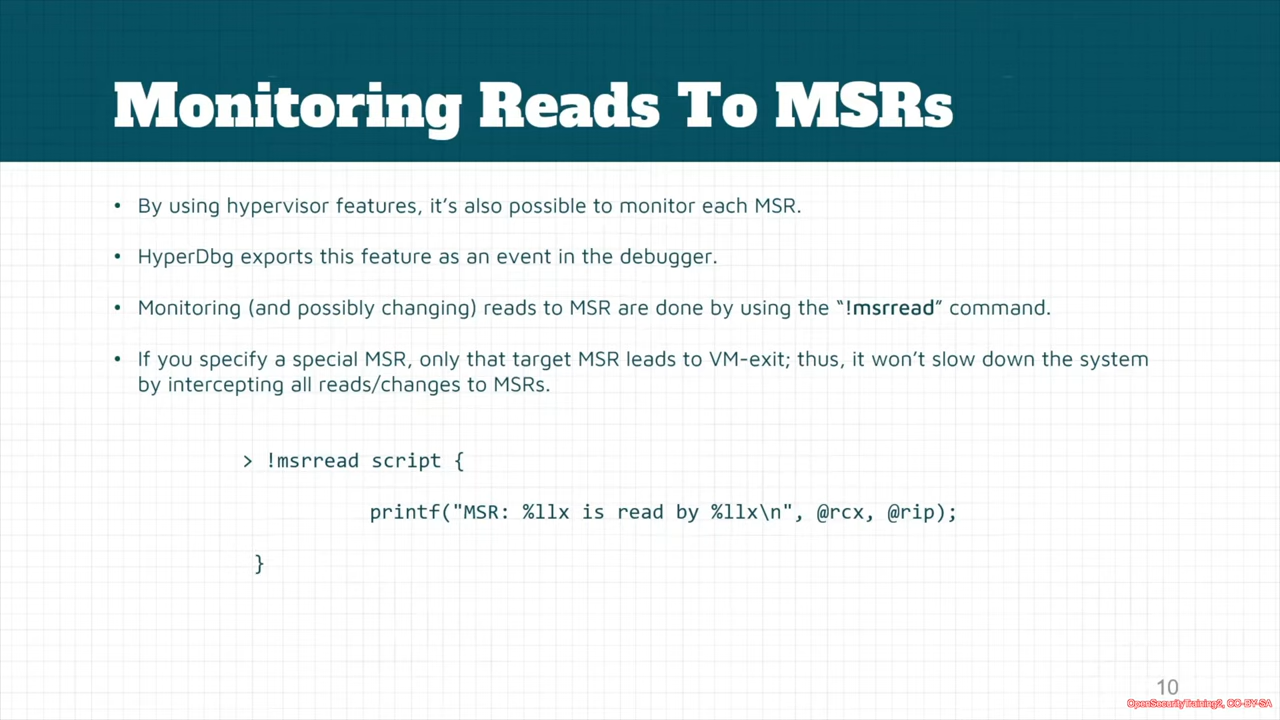 Monitoring Reads To MSRs
• By using hypervisor features, it's also possible to monitor each MSR.
• HyperDbg exports this feature as an event in the debugger.
• Monitoring (and possibly changing) reads to MSR are done by using the “!msrread” command.
• If you specify a special MSR, only that target MSR leads to VM-exit; thus, it won't slow down the system
by intercepting all reads/changes to MSRs.
> !msrread script {
printf("MSR: %llx is read by %llx\n", @rcx, @rip);
}
10
OpenSecurityTraining2, CC-BY-SA